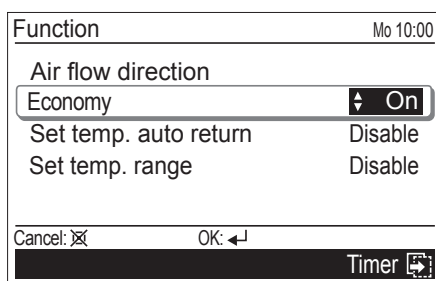 Function Mo 10:00
Air flow direction
Economy On
Set temp. auto return Disable
Set temp. range Disable
Cancel: OK:
Timer